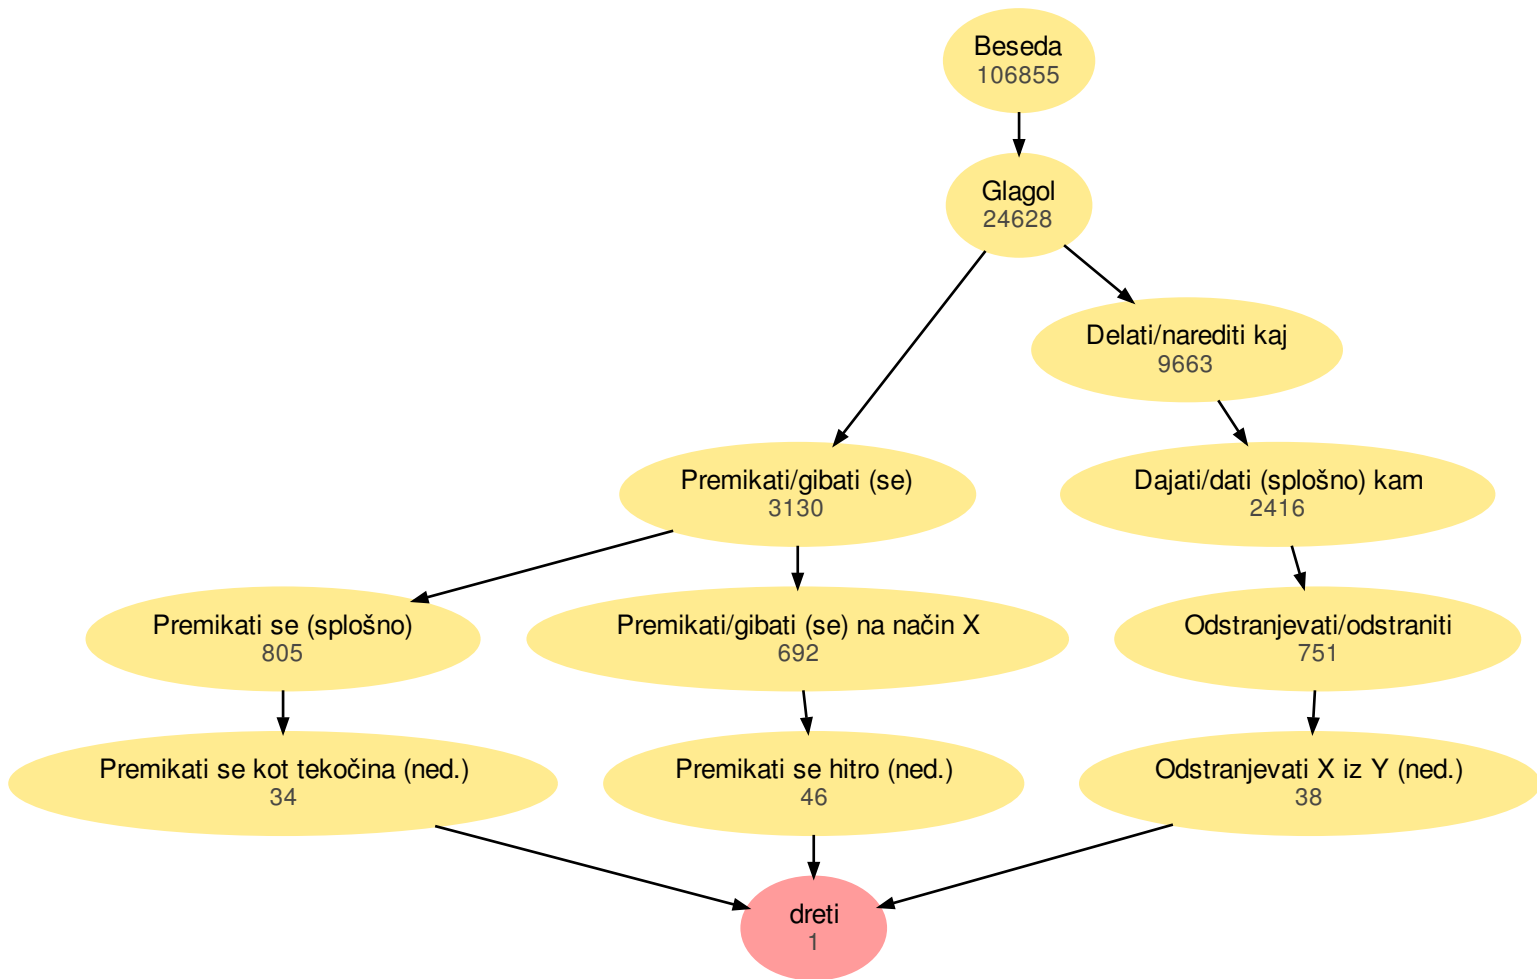 Beseda
106855
Glagol
24628
Delati/narediti kaj
9663
Premikati/gibati (se)
3130
Dajati/dati (splošno) kam
2416
Premikati se (splošno)
805
Premikati/gibati (se) na način X
692
Odstranjevati/odstraniti
751
Premikati se kot tekočina (ned.)
34
Premikati se hitro (ned.)
46
Odstranjevati X iz Y (ned.)
38
dreti
1